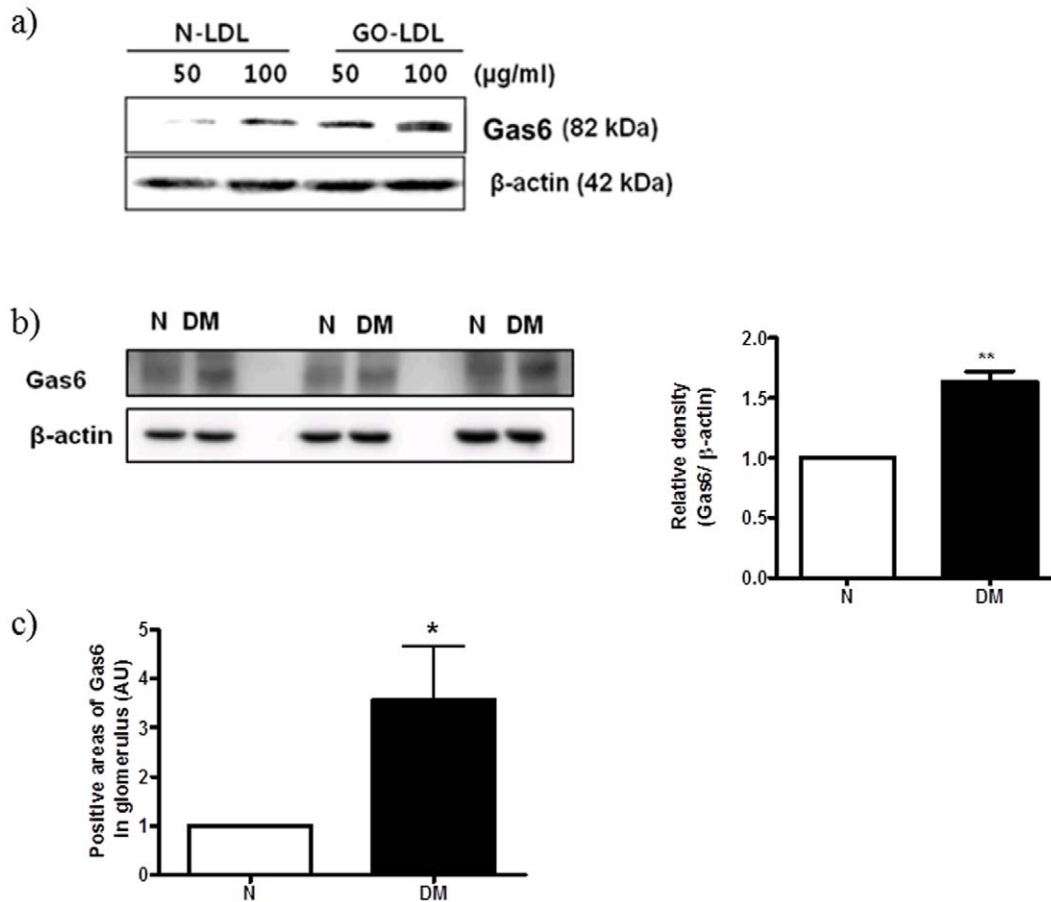 a)
N-LDL GO-LDL
50 100 50 100 (µg/ml)
Gas6 (82 kDa)
β-actin (42 kDa)
b)
N DM N DM N DM
Gas6
β-actin
Relative density
(Gas6/ β-actin)
2.0
1.5
1.0
0.5
0.0
**
N DM
c)
Positive areas of Gas6
in glomerulus (AU)
5
4
3
2
1
0
*
N DM